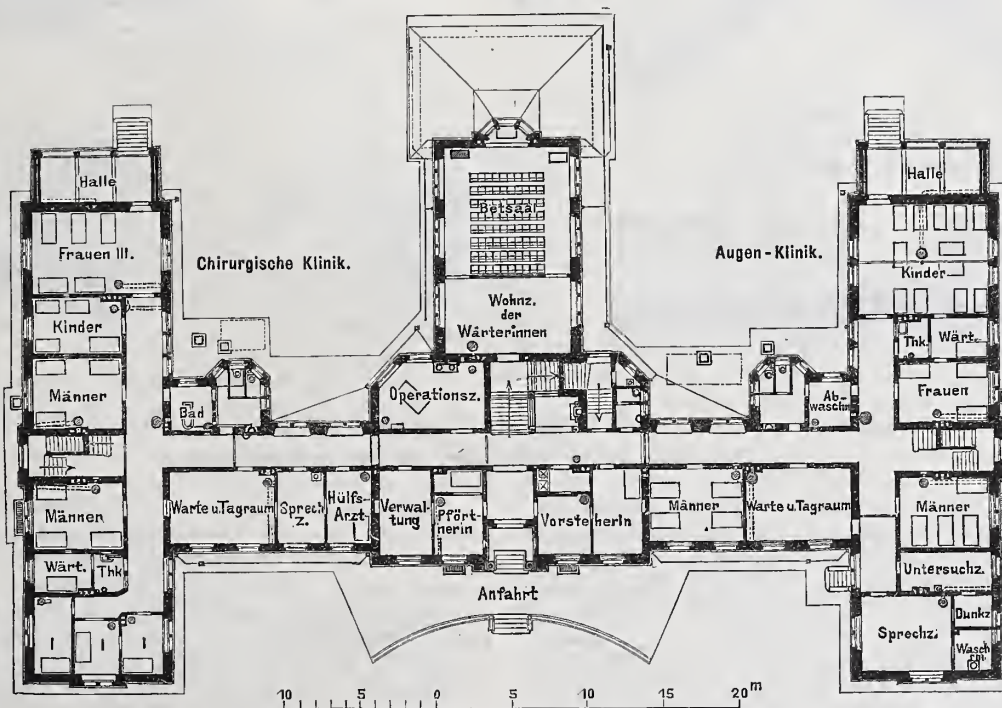 Halle
Frauen III.
Chirurgische Klinik.
Kinder
Männer
Bad
Männer
Wärt.
Thk
I
I
I
Warte u. Tagraum
Sprech
z.
Hülfs-
Arzt
Betsaal
Wohnz.
der
Wärterinnen
Operationsz.
Verwal-
tung
Pfört-
nerin
Vorsteherin
Anfahrt
Augen-Klinik.
Halle
Kinder
Thk.
Wärt.
Frauen
Ab-
waschr.
Männer
Warte u. Tagraum
Männer
Untersuchz.
Sprechz.
Dunkz
Wasch
10 5 0 5 10 15 20 m